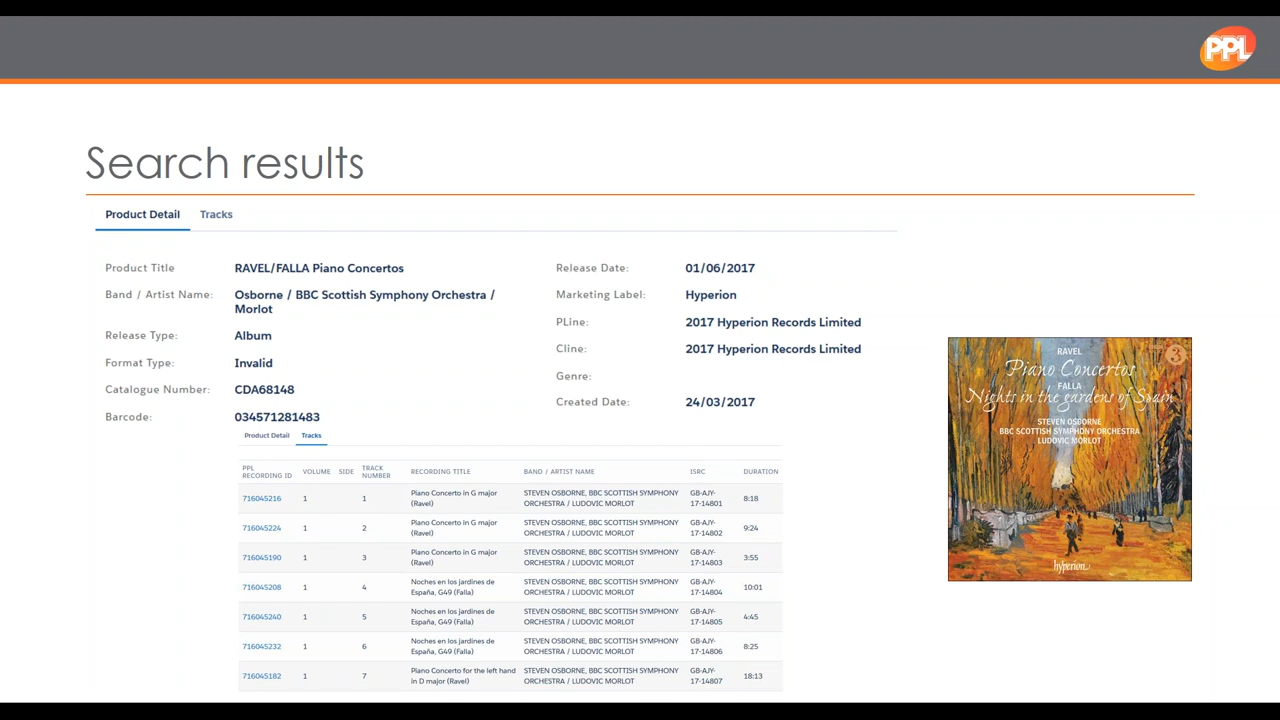 PPL
Search results
Product Detail Tracks
Product Title RAVEL/FALLA Piano Concertos
Band / Artist Name: Osborne / BBC Scottish Symphony Orchestra /
Morlot
Release Type: Album
Format Type: Invalid
Catalogue Number: CDA68148
Barcode: 034571281483
Release Date: 01/06/2017
Marketing Label: Hyperion
PLine: 2017 Hyperion Records Limited
Cline: 2017 Hyperion Records Limited
Genre:
Created Date: 24/03/2017
Product Detail Tracks
PPL RECORDING ID VOLUME SIDE TRACK NUMBER RECORDING TITLE BAND / ARTIST NAME ISRC DURATION
716045216 1 1 Piano Concerto in G major (Ravel) STEVEN OSBORNE, BBC SCOTTISH SYMPHONY ORCHESTRA / LUDOVIC MORLOT GB-AJY-17-14801 8:18
716045224 1 2 Piano Concerto in G major (Ravel) STEVEN OSBORNE, BBC SCOTTISH SYMPHONY ORCHESTRA / LUDOVIC MORLOT GB-AJY-17-14802 9:24
716045190 1 3 Piano Concerto in G major (Ravel) STEVEN OSBORNE, BBC SCOTTISH SYMPHONY ORCHESTRA / LUDOVIC MORLOT GB-AJY-17-14803 3:55
716045208 1 4 Noches en los jardines de España, G49 (Falla) STEVEN OSBORNE, BBC SCOTTISH SYMPHONY ORCHESTRA / LUDOVIC MORLOT GB-AJY-17-14804 10:01
716045240 1 5 Noches en los jardines de España, G49 (Falla) STEVEN OSBORNE, BBC SCOTTISH SYMPHONY ORCHESTRA / LUDOVIC MORLOT GB-AJY-17-14805 4:45
716045232 1 6 Noches en los jardines de España, G49 (Falla) STEVEN OSBORNE, BBC SCOTTISH SYMPHONY ORCHESTRA / LUDOVIC MORLOT GB-AJY-17-14806 8:25
716045182 1 7 Piano Concerto for the left hand in D major (Ravel) STEVEN OSBORNE, BBC SCOTTISH SYMPHONY ORCHESTRA / LUDOVIC MORLOT GB-AJY-17-14807 18:13
RAVEL
Piano Concertos
FALLA
Nights in the gardens of Spain
STEVEN OSBORNE
BBC SCOTTISH SYMPHONY ORCHESTRA
LUDOVIC MORLOT
hyperion